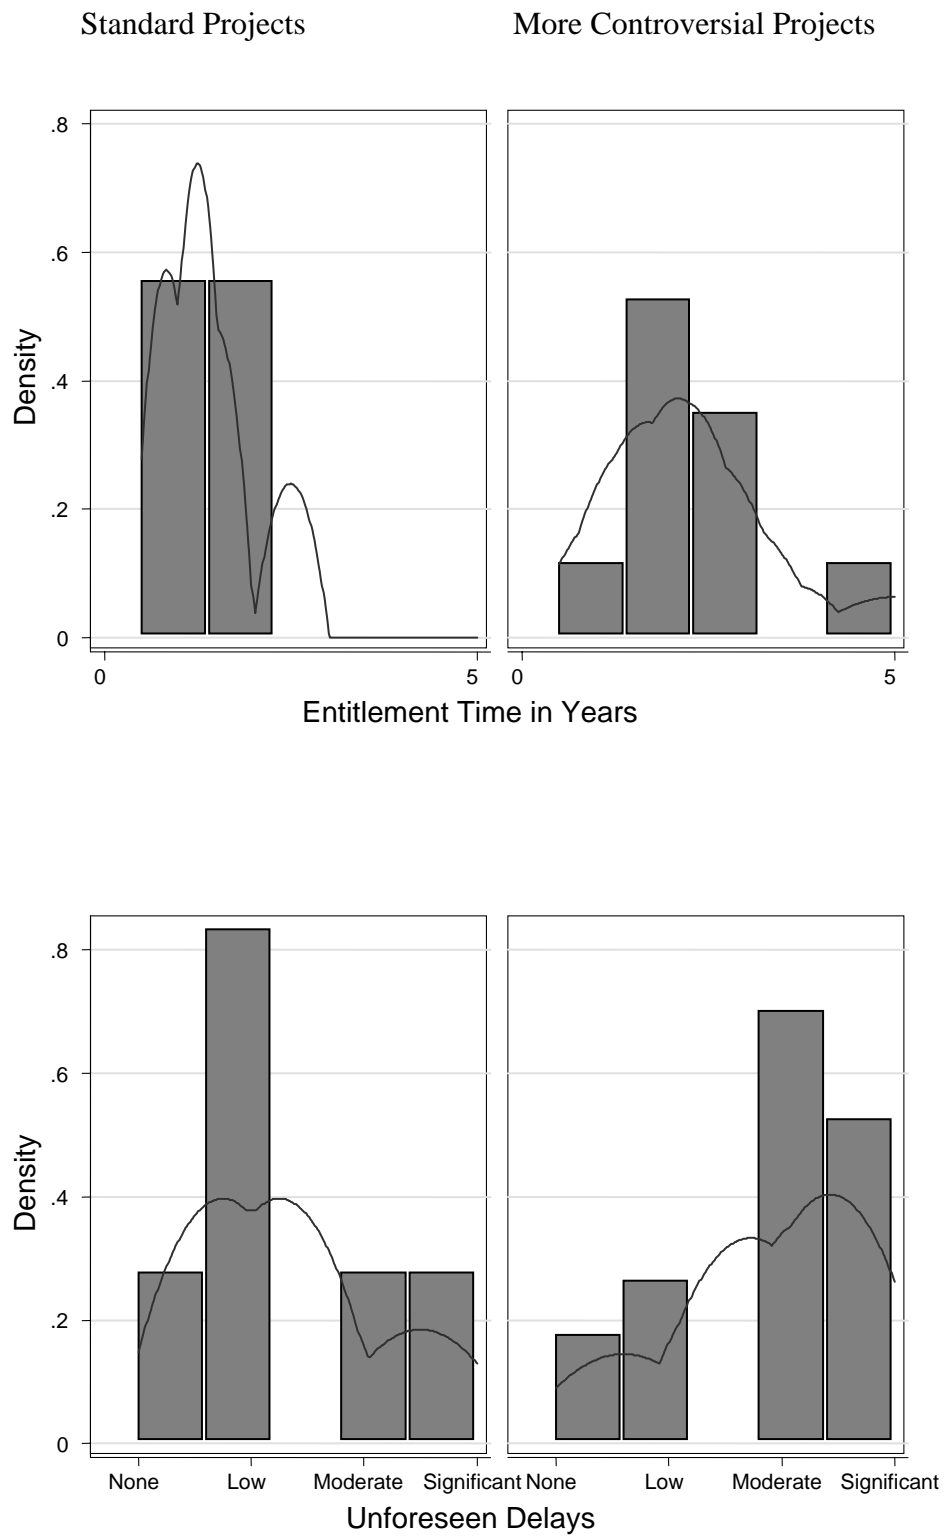 Standard Projects More Controversial Projects
.8
.6
.4
.2
0
Density
0 5 0 5
Entitlement Time in Years
.8
.6
.4
.2
0
Density
None Low Moderate Significant None Low Moderate Significant
Unforeseen Delays